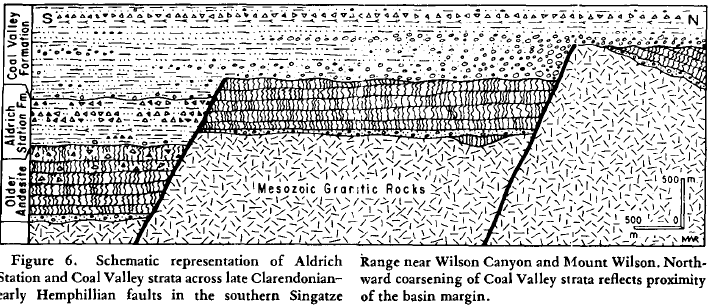 S
N
Coal Valley
Formation
Aldrich
Station Fm.
Older
Andesite
Mesozoic Granitic Rocks
500 m
500 0
m
MAR
Figure 6. Schematic representation of Aldrich
Station and Coal Valley strata across late Clarendonian–
early Hemphillian faults in the southern Singatze
Range near Wilson Canyon and Mount Wilson. North-
ward coarsening of Coal Valley strata reflects proximity
of the basin margin.